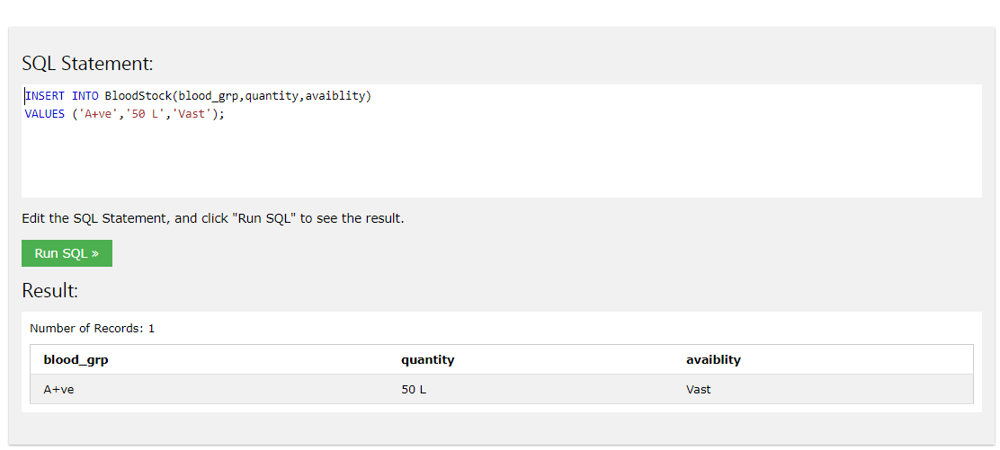 SQL Statement:
INSERT INTO BloodStock(blood_grp,quantity,avaiblity)
VALUES ('A+ve','50 L','Vast');
Edit the SQL Statement, and click "Run SQL" to see the result.
Run SQL »
Result:
Number of Records: 1
blood_grp quantity avaiblity
A+ve 50 L Vast